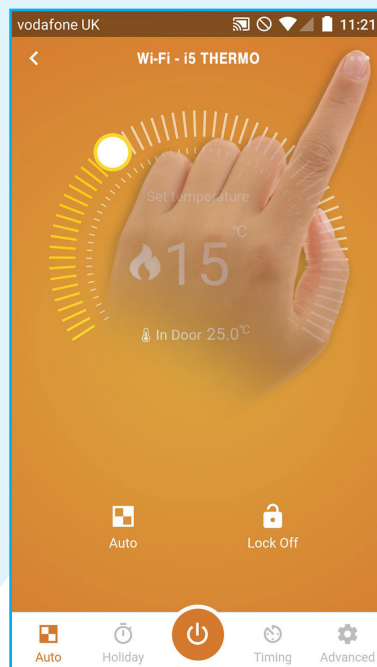 vodafone UK 11:21
Wi-Fi - i5 THERMO
Set temperature
15 °C
In Door 25.0°C
Auto Lock Off
Auto Holiday Timing Advanced